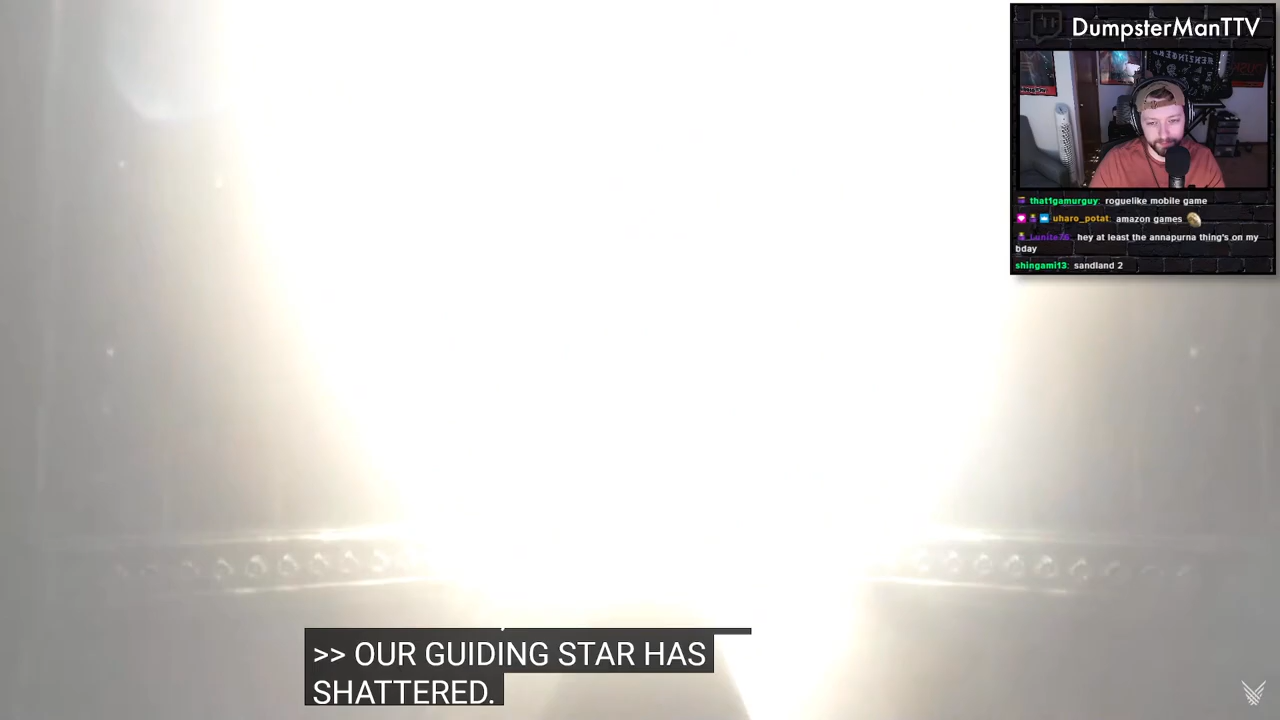 DumpsterManTTV
that1gamurguy: roguelike mobile game
uharo_potat: amazon games
hey at least the annapurna thing's on my
bday
shingami13: sandland 2
>> OUR GUIDING STAR HAS
SHATTERED.